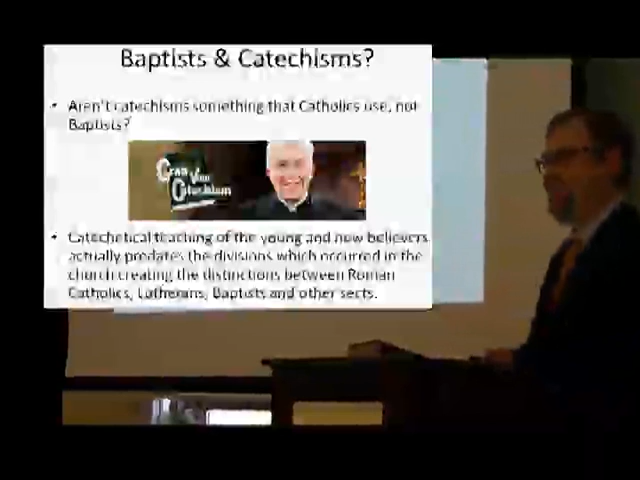 Baptists & Catechisms?
• Aren't catechisms something that Catholics use, not
Baptists?
Your
Catechism
• Catechetical teaching of the young and new believers
actually predates the divisions which occurred in the
church creating the distinctions between Roman
Catholics, Lutherans, Baptists and other sects.